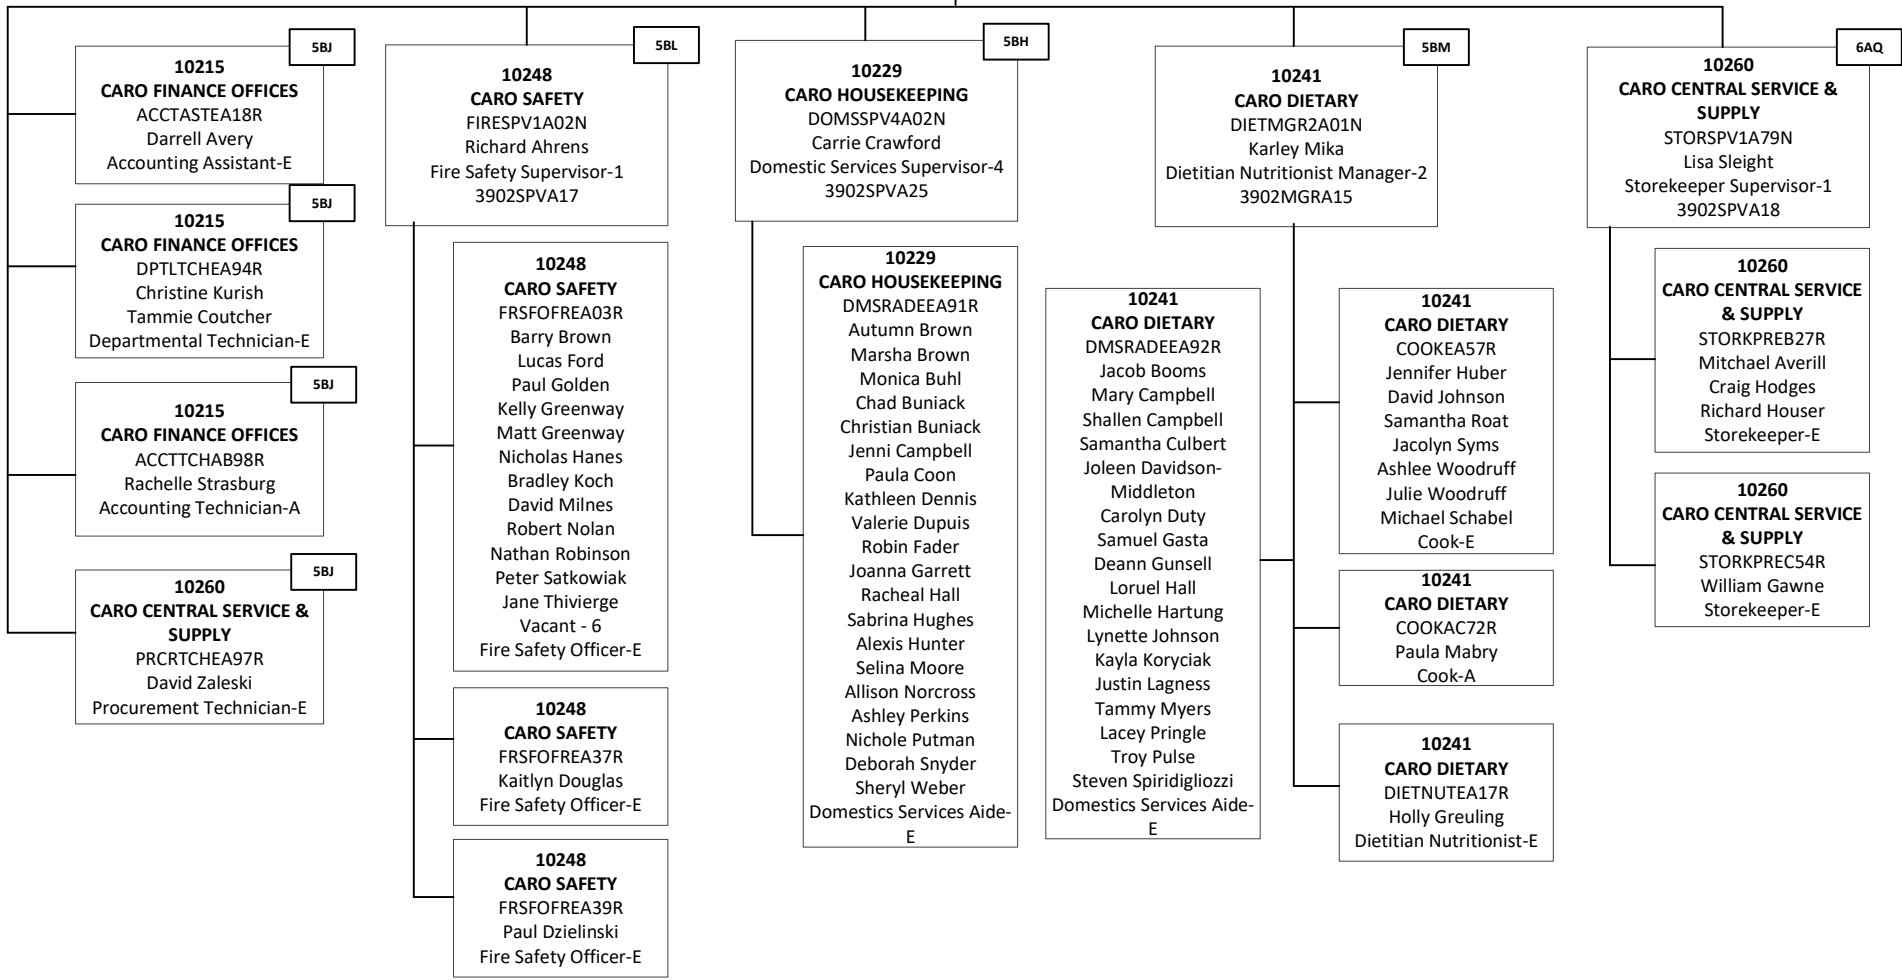 5BJ
10215
CARO FINANCE OFFICES
ACCTASTEA18R
Darrell Avery
Accounting Assistant-E
5BJ
10215
CARO FINANCE OFFICES
DPTLTCHEA94R
Christine Kurish
Tammie Coutcher
Departmental Technician-E
5BJ
10215
CARO FINANCE OFFICES
ACCTTCHAB98R
Rachelle Strasburg
Accounting Technician-A
5BJ
10260
CARO CENTRAL SERVICE &
SUPPLY
PRCRTCHEA97R
David Zaleski
Procurement Technician-E
5BL
10248
CARO SAFETY
FIRESPV1A02N
Richard Ahrens
Fire Safety Supervisor-1
3902SPVA17
10248
CARO SAFETY
FRSFOFREA03R
Barry Brown
Lucas Ford
Paul Golden
Kelly Greenway
Matt Greenway
Nicholas Hanes
Bradley Koch
David Milnes
Robert Nolan
Nathan Robinson
Peter Satkowiak
Jane Thivierge
Vacant - 6
Fire Safety Officer-E
10248
CARO SAFETY
FRSFOFREA37R
Kaitlyn Douglas
Fire Safety Officer-E
10248
CARO SAFETY
FRSFOFREA39R
Paul Dzielinski
Fire Safety Officer-E
5BH
10229
CARO HOUSEKEEPING
DOMSSPV4A02N
Carrie Crawford
Domestic Services Supervisor-4
3902SPVA25
10229
CARO HOUSEKEEPING
DMSRADEEA91R
Autumn Brown
Marsha Brown
Monica Buhl
Chad Buniack
Christian Buniack
Jenni Campbell
Paula Coon
Kathleen Dennis
Valerie Dupuis
Robin Fader
Joanna Garrett
Racheal Hall
Sabrina Hughes
Alexis Hunter
Selina Moore
Allison Norcross
Ashley Perkins
Nichole Putman
Deborah Snyder
Sheryl Weber
Domestics Services Aide-
E
5BM
10241
CARO DIETARY
DIETMGR2A01N
Karley Mika
Dietitian Nutritionist Manager-2
3902MGRA15
10241
CARO DIETARY
DMSRADEEA92R
Jacob Booms
Mary Campbell
Shallen Campbell
Samantha Culbert
Joleen Davidson-
Middleton
Carolyn Duty
Samuel Gasta
Deann Gunsell
Loruel Hall
Michelle Hartung
Lynette Johnson
Kayla Koryciak
Justin Lagness
Tammy Myers
Lacey Pringle
Troy Pulse
Steven Spiridigliozzi
Domestics Services Aide-
E
10241
CARO DIETARY
COOKEA57R
Jennifer Huber
David Johnson
Samantha Roat
Jacolyn Syms
Ashlee Woodruff
Julie Woodruff
Michael Schabel
Cook-E
10241
CARO DIETARY
COOKAC72R
Paula Mabry
Cook-A
10241
CARO DIETARY
DIETNUTEA17R
Holly Greuling
Dietitian Nutritionist-E
6AQ
10260
CARO CENTRAL SERVICE &
SUPPLY
STORSPV1A79N
Lisa Sleight
Storekeeper Supervisor-1
3902SPVA18
10260
CARO CENTRAL SERVICE
& SUPPLY
STORKPREB27R
Mitchael Averill
Craig Hodges
Richard Houser
Storekeeper-E
10260
CARO CENTRAL SERVICE
& SUPPLY
STORKPREC54R
William Gawne
Storekeeper-E